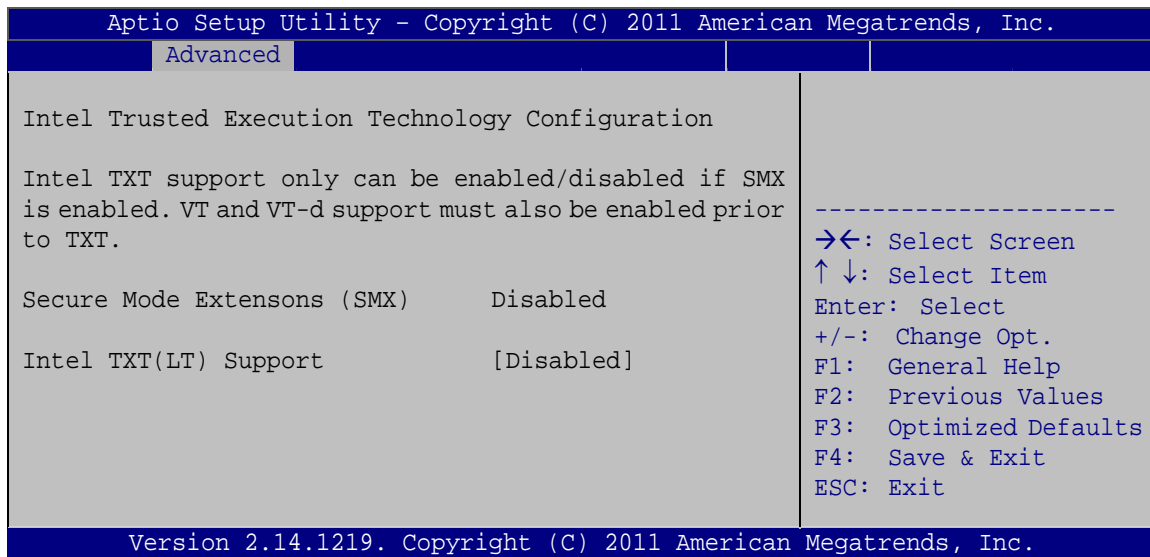 Aptio Setup Utility – Copyright (C) 2011 American Megatrends, Inc.
Advanced
Intel Trusted Execution Technology Configuration
Intel TXT support only can be enabled/disabled if SMX
is enabled. VT and VT-d support must also be enabled prior
to TXT.
Secure Mode Extensons (SMX) Disabled
Intel TXT(LT) Support [Disabled]
---------------------
→←: Select Screen
↑ ↓: Select Item
Enter: Select
+/-: Change Opt.
F1: General Help
F2: Previous Values
F3: Optimized Defaults
F4: Save & Exit
ESC: Exit
Version 2.14.1219. Copyright (C) 2011 American Megatrends, Inc.